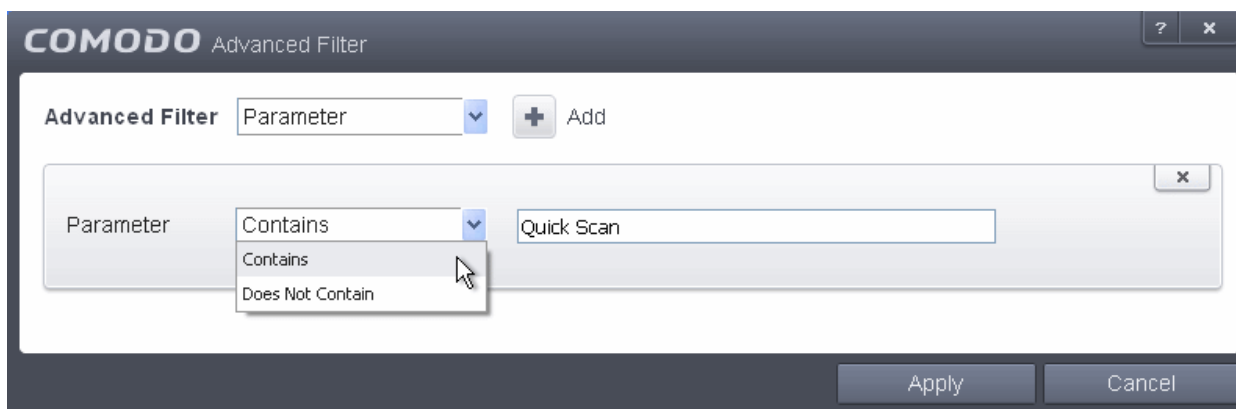 COMODO Advanced Filter ? ×
Advanced Filter Parameter + Add
×
Parameter Contains Quick Scan
Contains
Does Not Contain
Apply Cancel